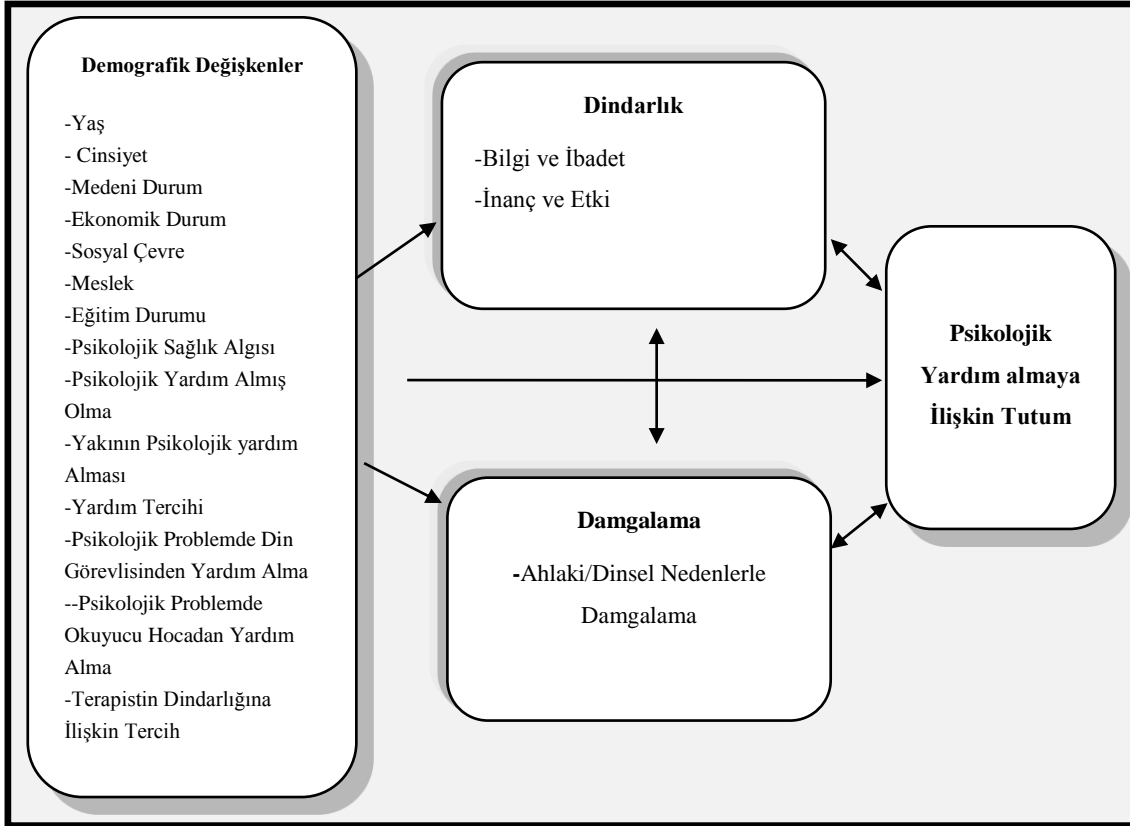 Demografik Değişkenler
-Yaş
- Cinsiyet
-Medeni Durum
-Ekonomik Durum
-Sosyal Çevre
-Meslek
-Eğitim Durumu
-Psikolojik Sağlık Algısı
-Psikolojik Yardım Almış
Olma
-Yakının Psikolojik yardım
Alması
-Yardım Tercihi
-Psikolojik Problemde Din
Görevlisinden Yardım Alma
--Psikolojik Problemde
Okuyucu Hocadan Yardım
Alma
-Terapistin Dindarlığına
İlişkin Tercih
Dindarlık
-Bilgi ve İbadet
-İnanç ve Etki
Damgalama
-Ahlaki/Dinsel Nedenlerle
Damgalama
Psikolojik
Yardım almaya
İlişkin Tutum